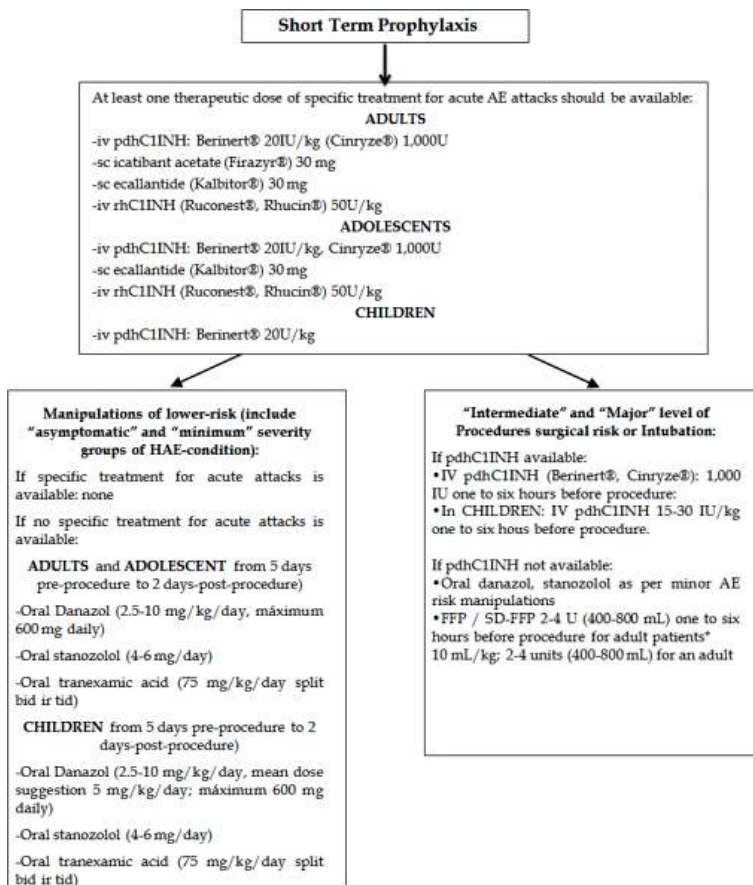 Short Term Prophylaxis
At least one therapeutic dose of specific treatment for acute AE attacks should be available:
ADULTS
-iv pdhC1INH: Berinert® 20IU/kg (Cinryze®) 1,000U
-sc icatibant acetate (Firazyr®) 30 mg
-sc ecallantide (Kalbitor®) 30 mg
-iv rhC1INH (Ruconest®, Rhucin®) 50U/kg
ADOLESCENTS
-iv pdhC1INH: Berinert® 20IU/kg, Cinryze® 1,000U
-sc ecallantide (Kalbitor®) 30 mg
-iv rhC1INH (Ruconest®, Rhucin®) 50U/kg
CHILDREN
-iv pdhC1INH: Berinert® 20U/kg
Manipulations of lower-risk (include
"asymptomatic" and "mínimum" severity
groups of HAE-condition):
If specific treatment for acute attacks is
available: none
If no specific treatment for acute attacks is
available:
ADULTS and ADOLESCENT from 5 days
pre-procedure to 2 days-post-procedure)
-Oral Danazol (2.5-10 mg/kg/day, máximum
600 mg daily)
-Oral stanozolol (4-6 mg/day)
-Oral tranexamic acid (75 mg/kg/day split
bid ir tid)
CHILDREN from 5 days pre-procedure to 2
days-post-procedure)
-Oral Danazol (2.5-10 mg/kg/day, mean dose
suggestion 5 mg/kg/day; máximum 600 mg
daily)
-Oral stanozolol (4-6 mg/day)
-Oral tranexamic acid (75 mg/kg/day split
bid ir tid)
"Intermediate" and "Major" level of
Procedures surgical risk or Intubation:
If pdhC1INH available:
•IV pdhC1INH (Berinert®, Cinryze®): 1,000
IU one to six hours before procedure:
•In CHILDREN: IV pdhC1INH 15-30 IU/kg
one to six hous before procedure.
If pdhC1INH not available:
•Oral danazol, stanozolol as per minor AE
risk manipulations
•FFP / SD-FFP 2-4 U (400-800 mL) one to six
hours before procedure for adult patients*
10 mL/kg; 2-4 units (400-800 mL) for an adult